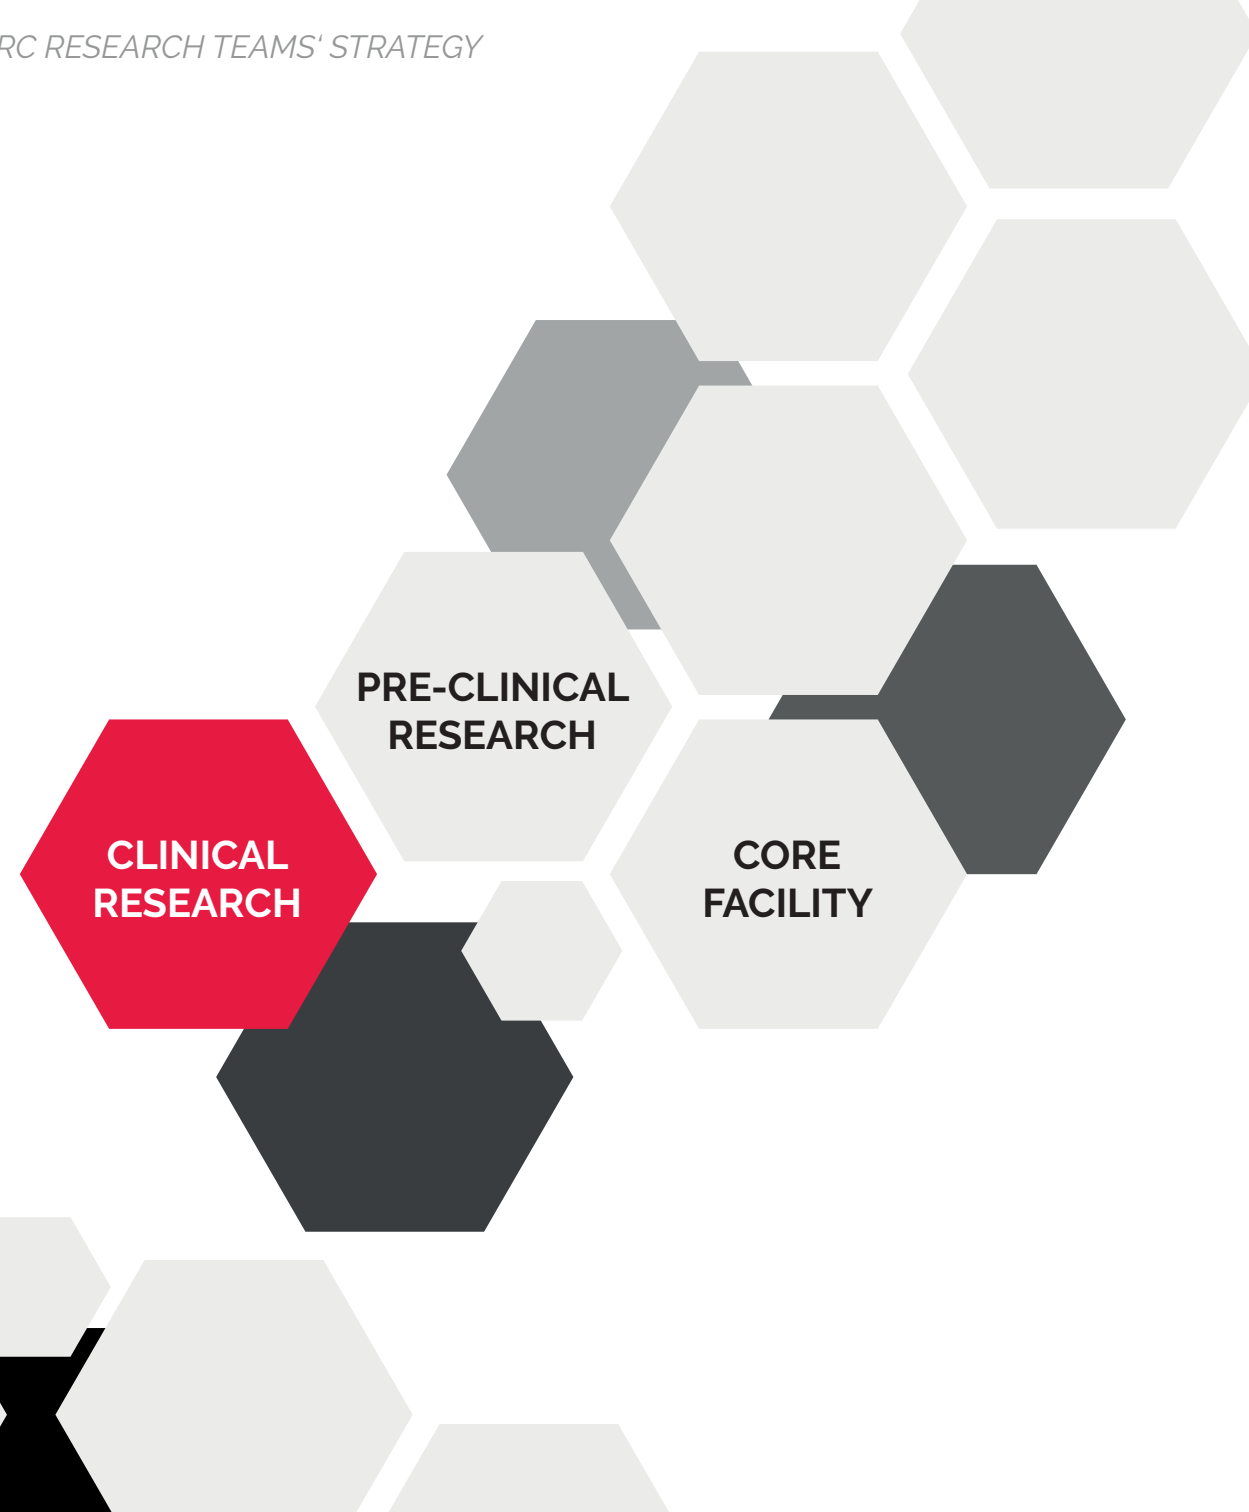 RC RESEARCH TEAMS‘ STRATEGY
PRE-CLINICAL
RESEARCH
CLINICAL
RESEARCH
CORE
FACILITY